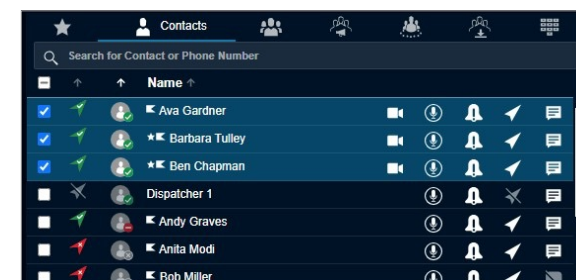 Contacts
Search for Contact or Phone Number
Name
Ava Gardner
Barbara Tulley
Ben Chapman
Dispatcher 1
Andy Graves
Anita Modi
Bob Miller